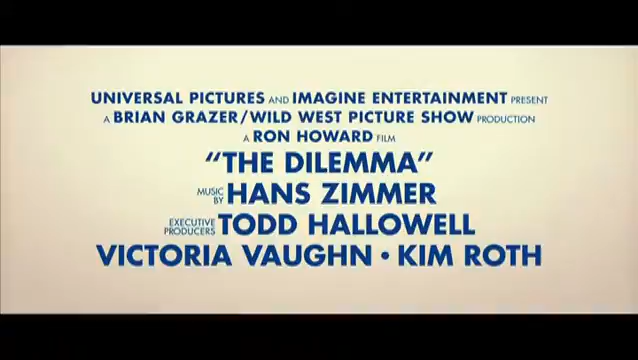 UNIVERSAL PICTURES AND IMAGINE ENTERTAINMENT PRESENT
A BRIAN GRAZER/WILD WEST PICTURE SHOW PRODUCTION
A RON HOWARD FILM
"THE DILEMMA"
MUSIC BY HANS ZIMMER
EXECUTIVE PRODUCERS TODD HALLOWELL
VICTORIA VAUGHN • KIM ROTH